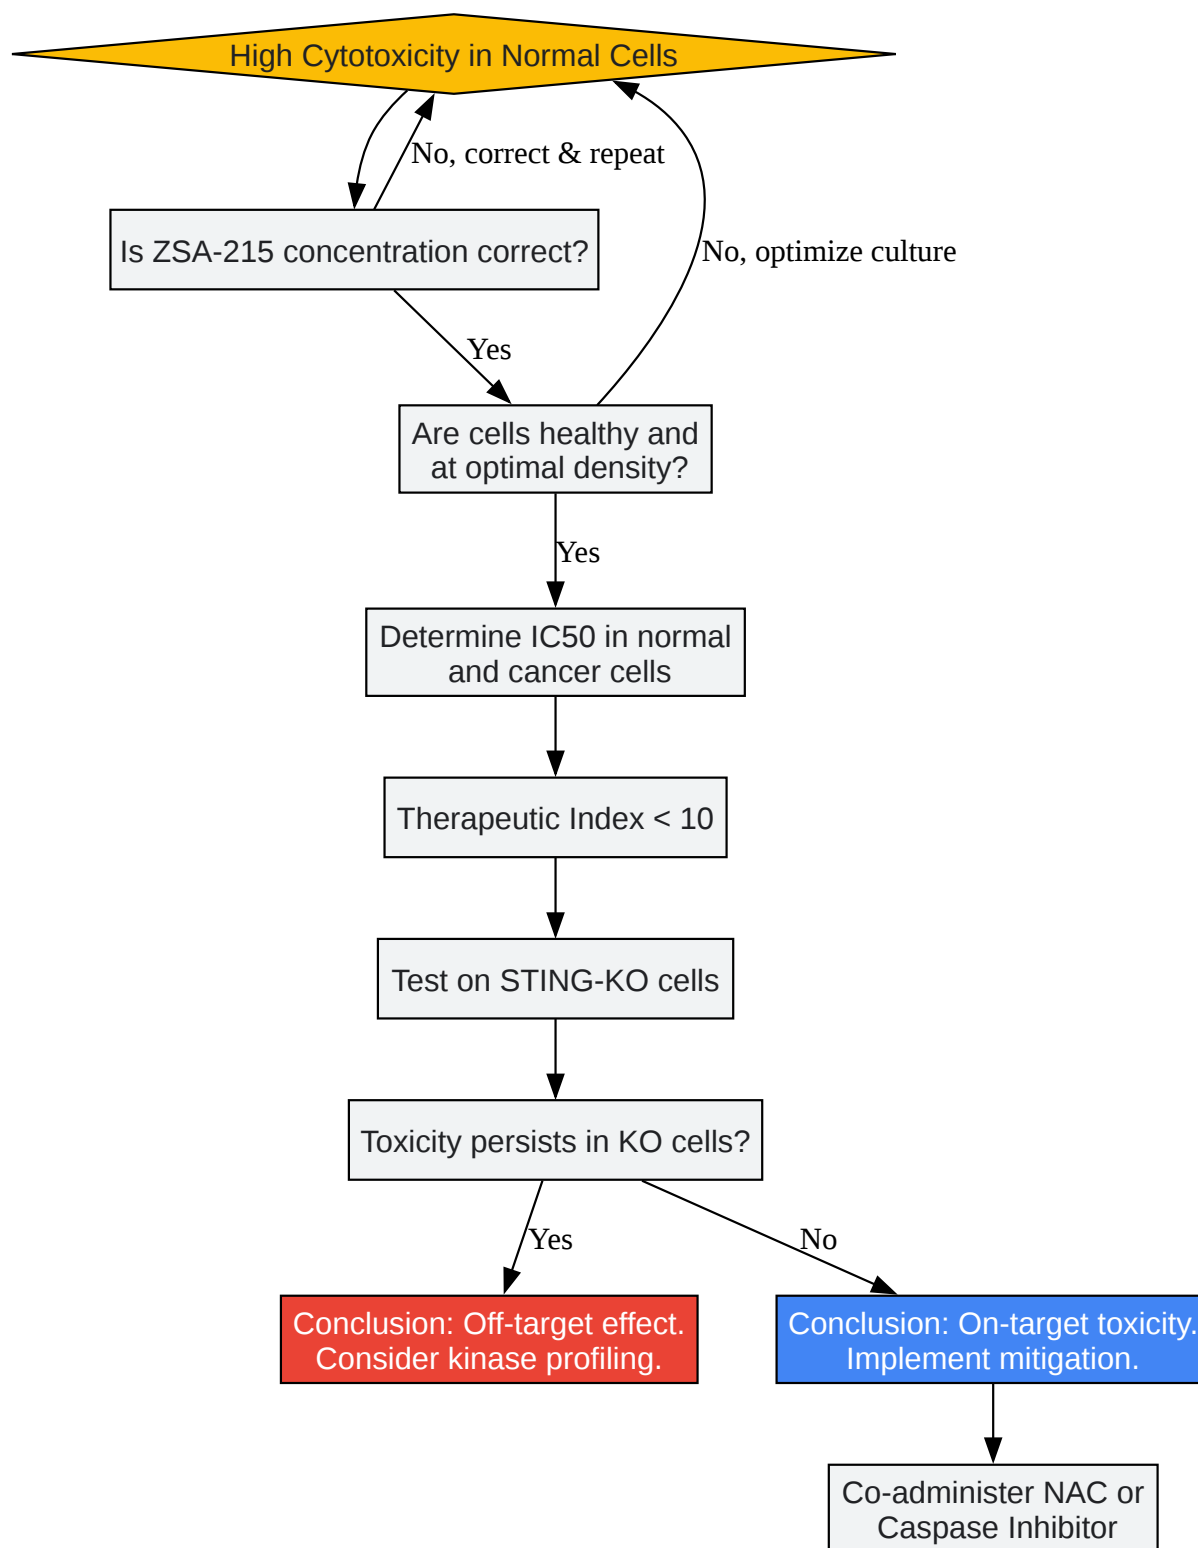 High Cytotoxicity in Normal Cells
No, correct & repeat
Is ZSA-215 concentration correct?
No, optimize culture
Yes
Are cells healthy and
at optimal density?
Yes
Determine IC50 in normal
and cancer cells
Therapeutic Index < 10
Test on STING-KO cells
Toxicity persists in KO cells?
Yes
No
Conclusion: Off-target effect.
Consider kinase profiling.
Conclusion: On-target toxicity.
Implement mitigation.
Co-administer NAC or
Caspase Inhibitor